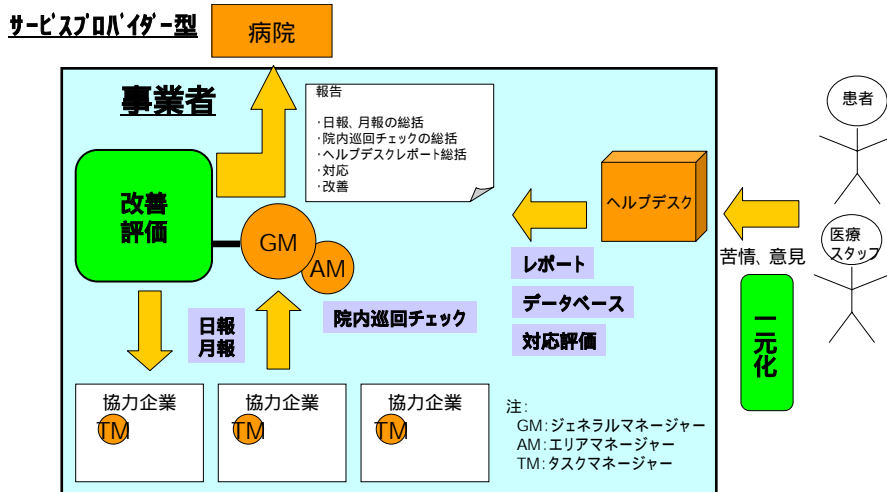 サービスプロバイダー型
病院
事業者
報告
・日報、月報の総括
・院内巡回チェックの総括
・ヘルプデスクレポート総括
・対応
・改善
患者
改善
評価
ヘルプデスク
GM
AM
医療
スタッフ
苦情、意見
レポート
データベース
対応評価
日報
月報
院内巡回チェック
一元化
協力企業
TM
協力企業
TM
協力企業
TM
注：
GM：ジェネラルマネージャー
AM：エリアマネージャー
TM：タスクマネージャー